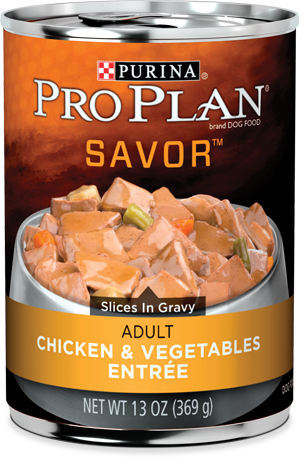 PURINA®
PRO PLAN®
brand DOG FOOD
SAVOR™
Slices In Gravy
ADULT
CHICKEN & VEGETABLES
ENTRÉE
NET WT 13 OZ (369 g)